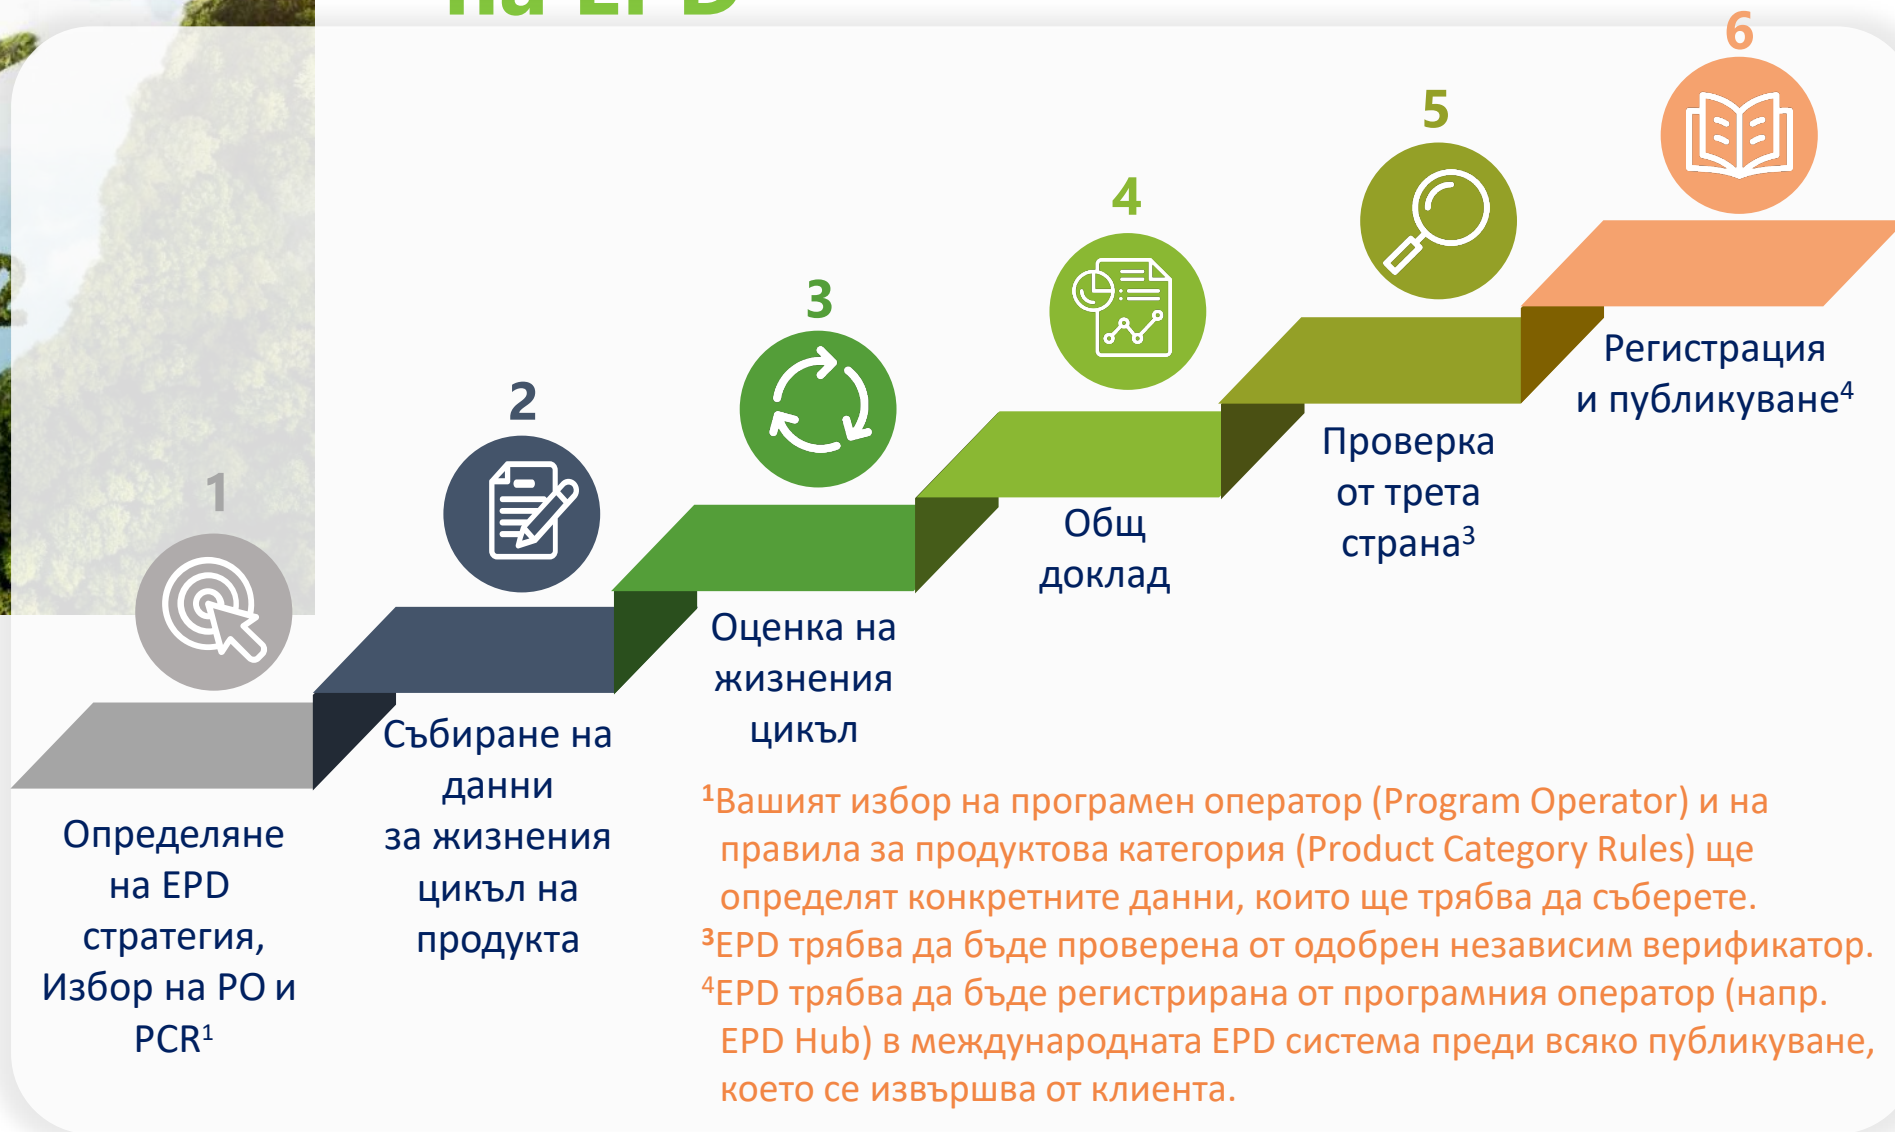 на EPD
1
Определяне
на EPD
стратегия,
Избор на PO и
PCR¹
2
Събиране на
данни
за жизнения
цикъл на
продукта
3
Оценка на
жизнения
цикъл
4
Общ
доклад
5
Проверка
от трета
страна³
6
Регистрация
и публикуване⁴
¹Вашият избор на програмен оператор (Program Operator) и на
правила за продуктова категория (Product Category Rules) ще
определят конкретните данни, които ще трябва да съберете.
³EPD трябва да бъде проверена от одобрен независим верификатор.
⁴EPD трябва да бъде регистрирана от програмния оператор (напр.
EPD Hub) в международната EPD система преди всяко публикуване,
което се извършва от клиента.